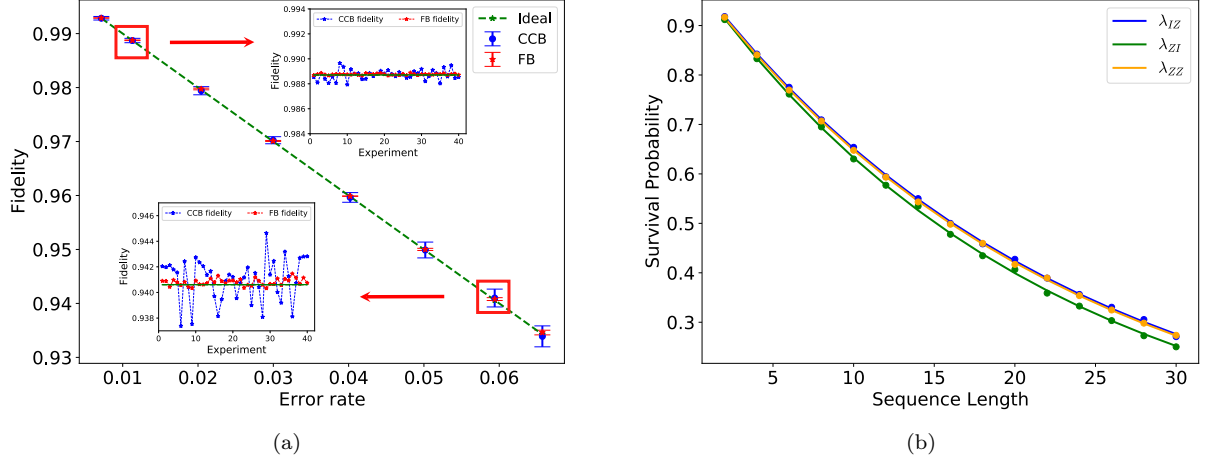 0.99
0.98
0.97
0.96
0.95
0.94
0.93
Fidelity
0.01
0.02
0.03
0.04
0.05
0.06
Error rate
Ideal
CCB
FB
0.994
0.992
0.990
0.988
0.986
0.984
Fidelity
CCB fidelity
FB fidelity
0
10
20
30
40
Experiment
0.946
0.944
0.942
0.940
0.938
Fidelity
CCB fidelity
FB fidelity
0
10
20
30
40
Experiment
(a)
0.9
0.8
0.7
0.6
0.5
0.4
0.3
Survival Probability
5
10
15
20
25
30
Sequence Length
λ_IZ
λ_ZI
λ_ZZ
(b)